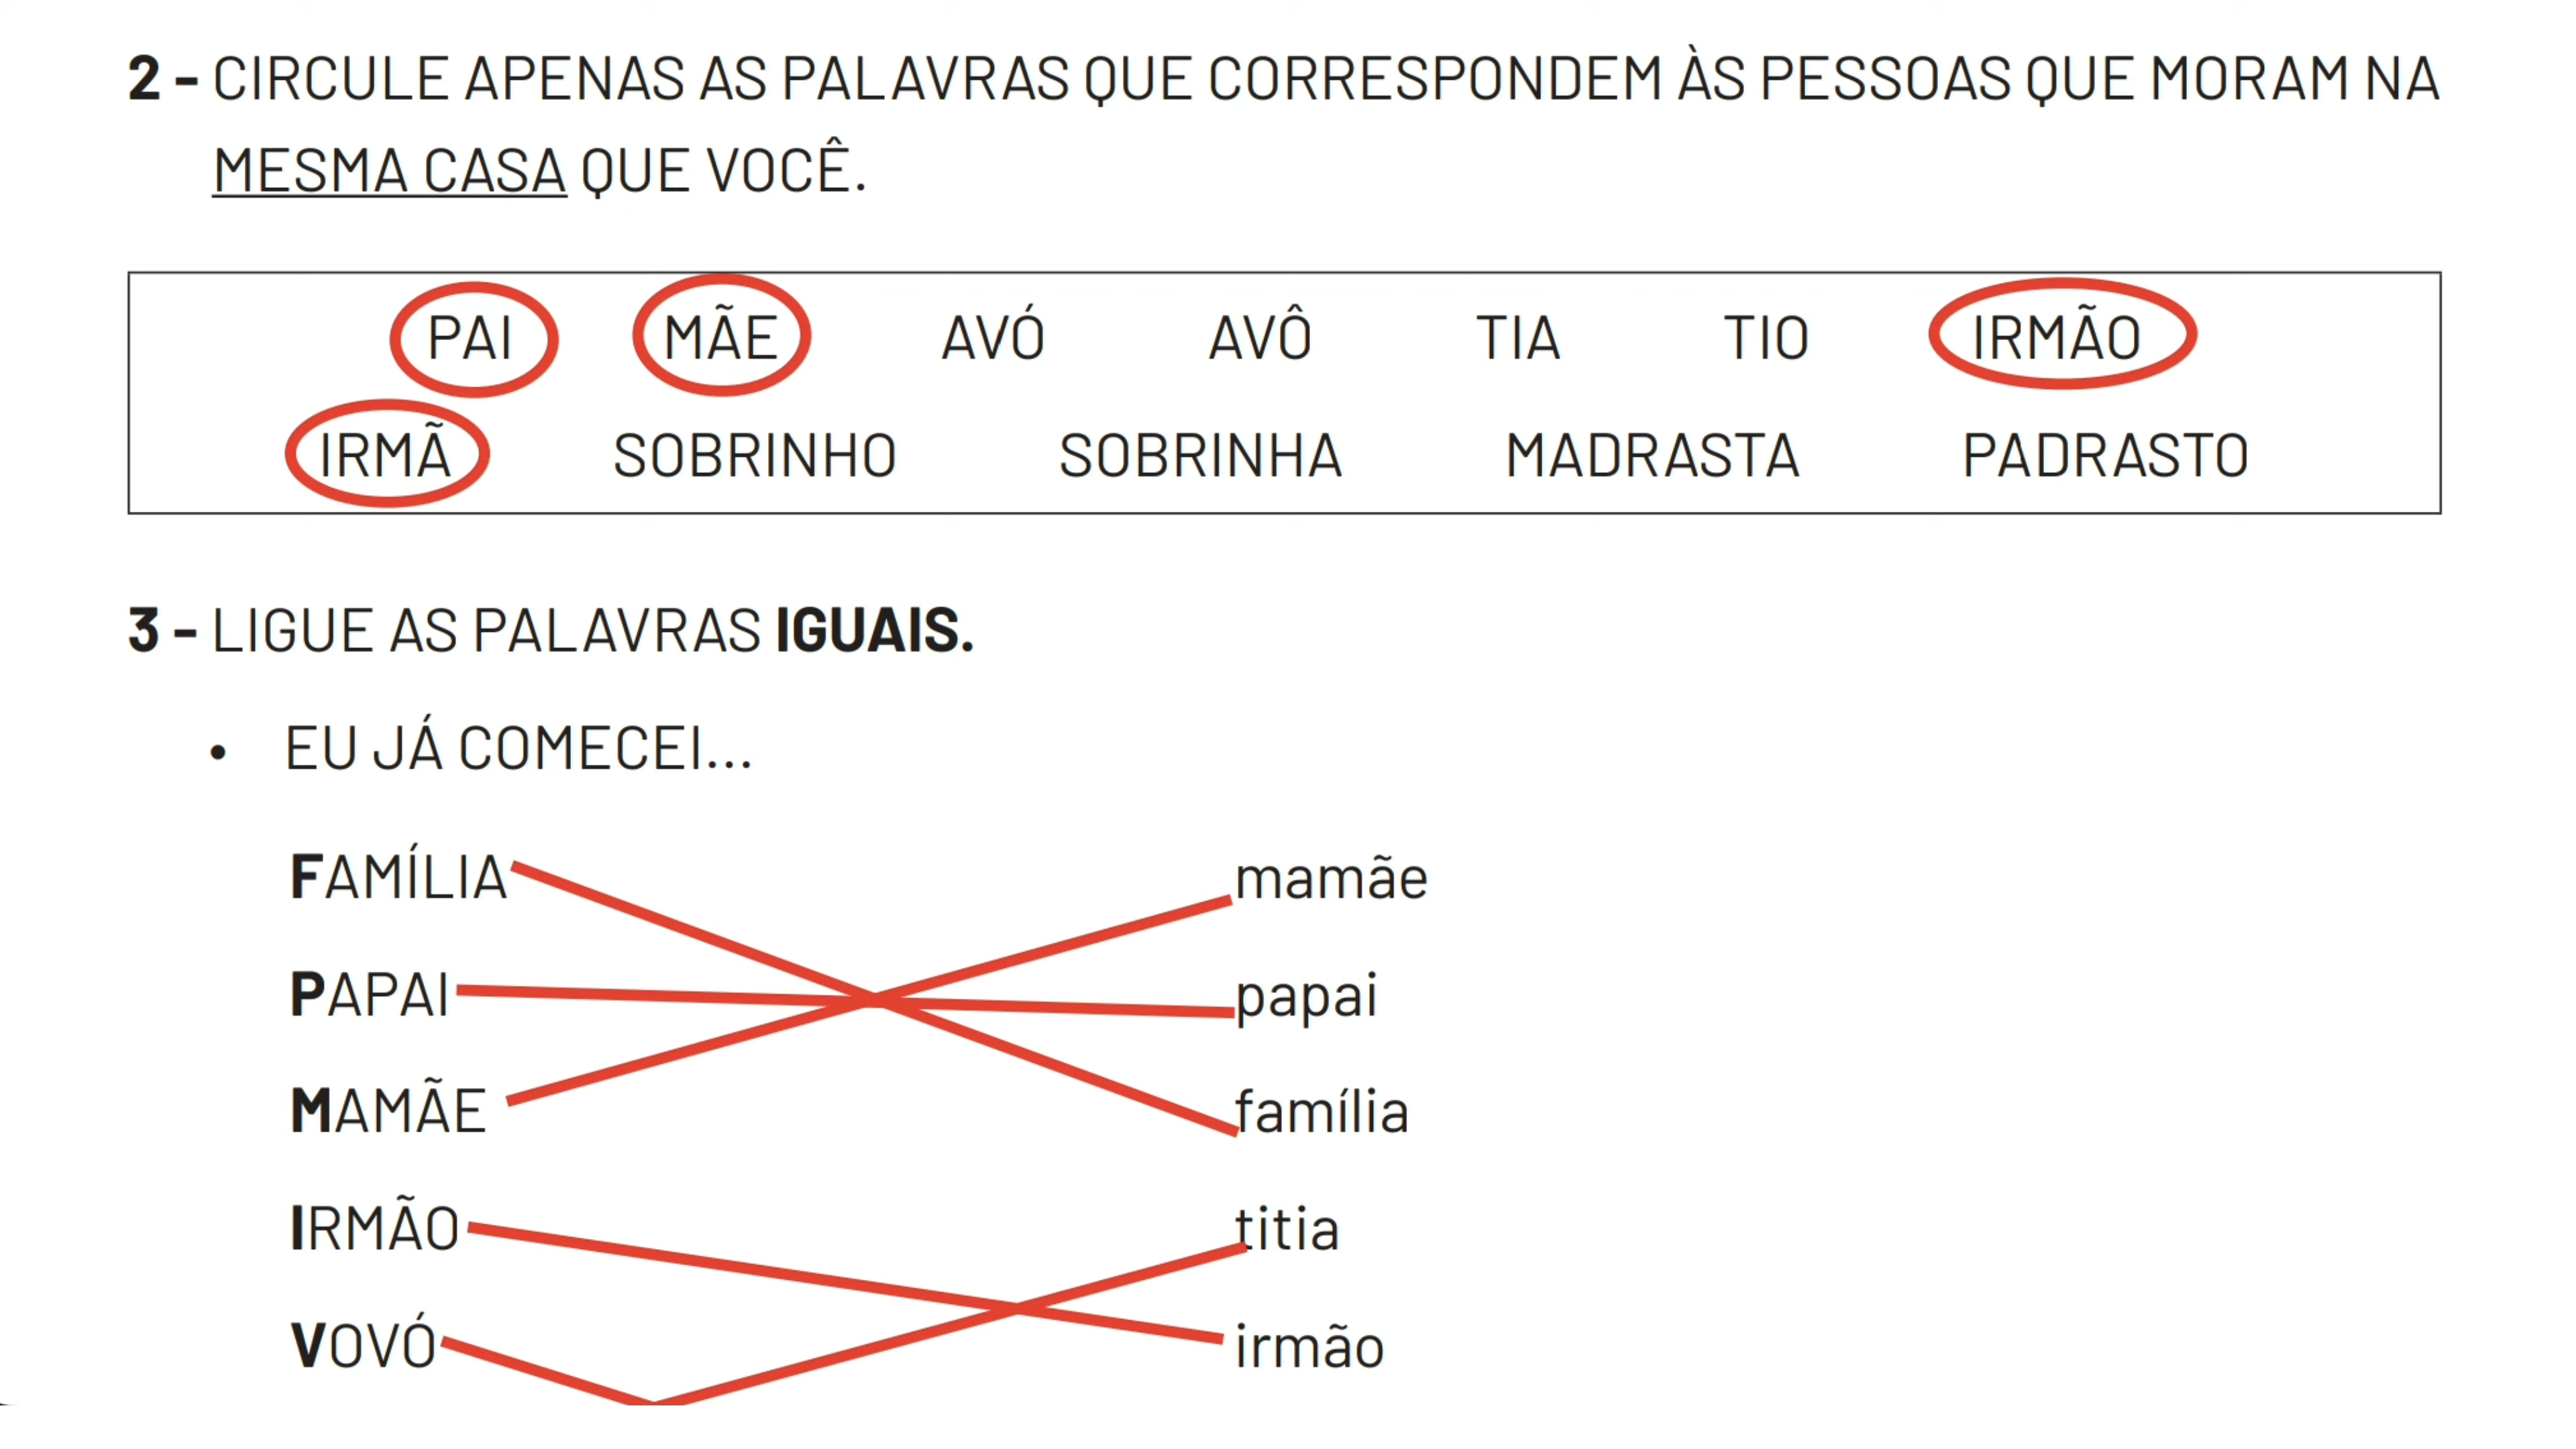 2 - CIRCULE APENAS AS PALAVRAS QUE CORRESPONDEM ÀS PESSOAS QUE MORAM NA
MESMA CASA QUE VOCÊ.
PAI MÃE AVÓ AVÔ TIA TIO IRMÃO
IRMÃ SOBRINHO SOBRINHA MADRASTA PADRASTO
3 - LIGUE AS PALAVRAS IGUAIS.
• EU JÁ COMECEI...
FAMÍLIA mamãe
PAPAI papai
MAMÃE família
IRMÃO titia
VOVÓ irmão